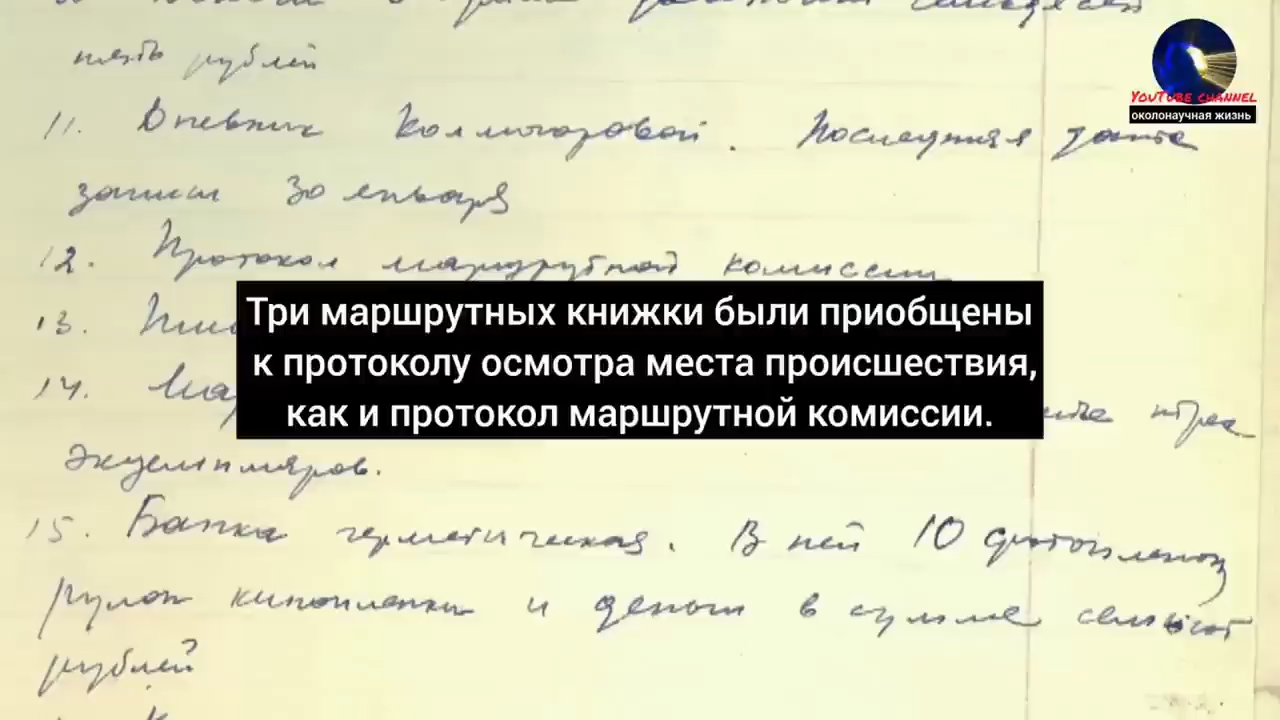 пять рублей
YouTube channel
околонаучная жизнь
11. Дневник Колмогоровой. Последняя дата
записи 30 января
12. Протокол маршрутной комиссии
13.
14.
Три маршрутных книжки были приобщены
к протоколу осмотра места происшествия,
как и протокол маршрутной комиссии.
экземпляров.
15. Банка герметическая. В ней 10 фотопленок
рулон кинопленки и деньги в сумме семьсот
рублей